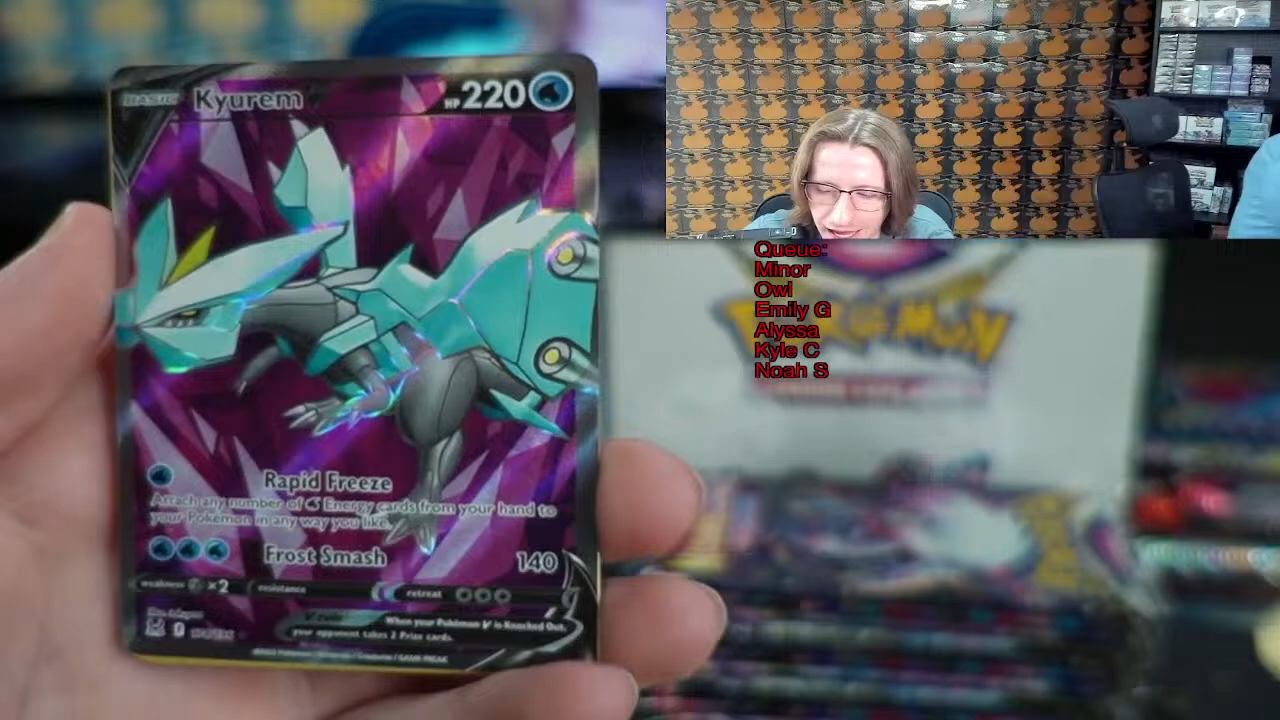 BASIC Kyurem HP 220
Rapid Freeze
Attach any number of Energy cards from your hand to
your Pokémon in any way you like.
Frost Smash 140
weakness ×2 resistance retreat
When your Pokémon V is Knocked Out,
your opponent takes 2 Prize cards.
Queue:
Minor
Owl
Emily G
Alyssa
Kyle C
Noah S
POKÉMON